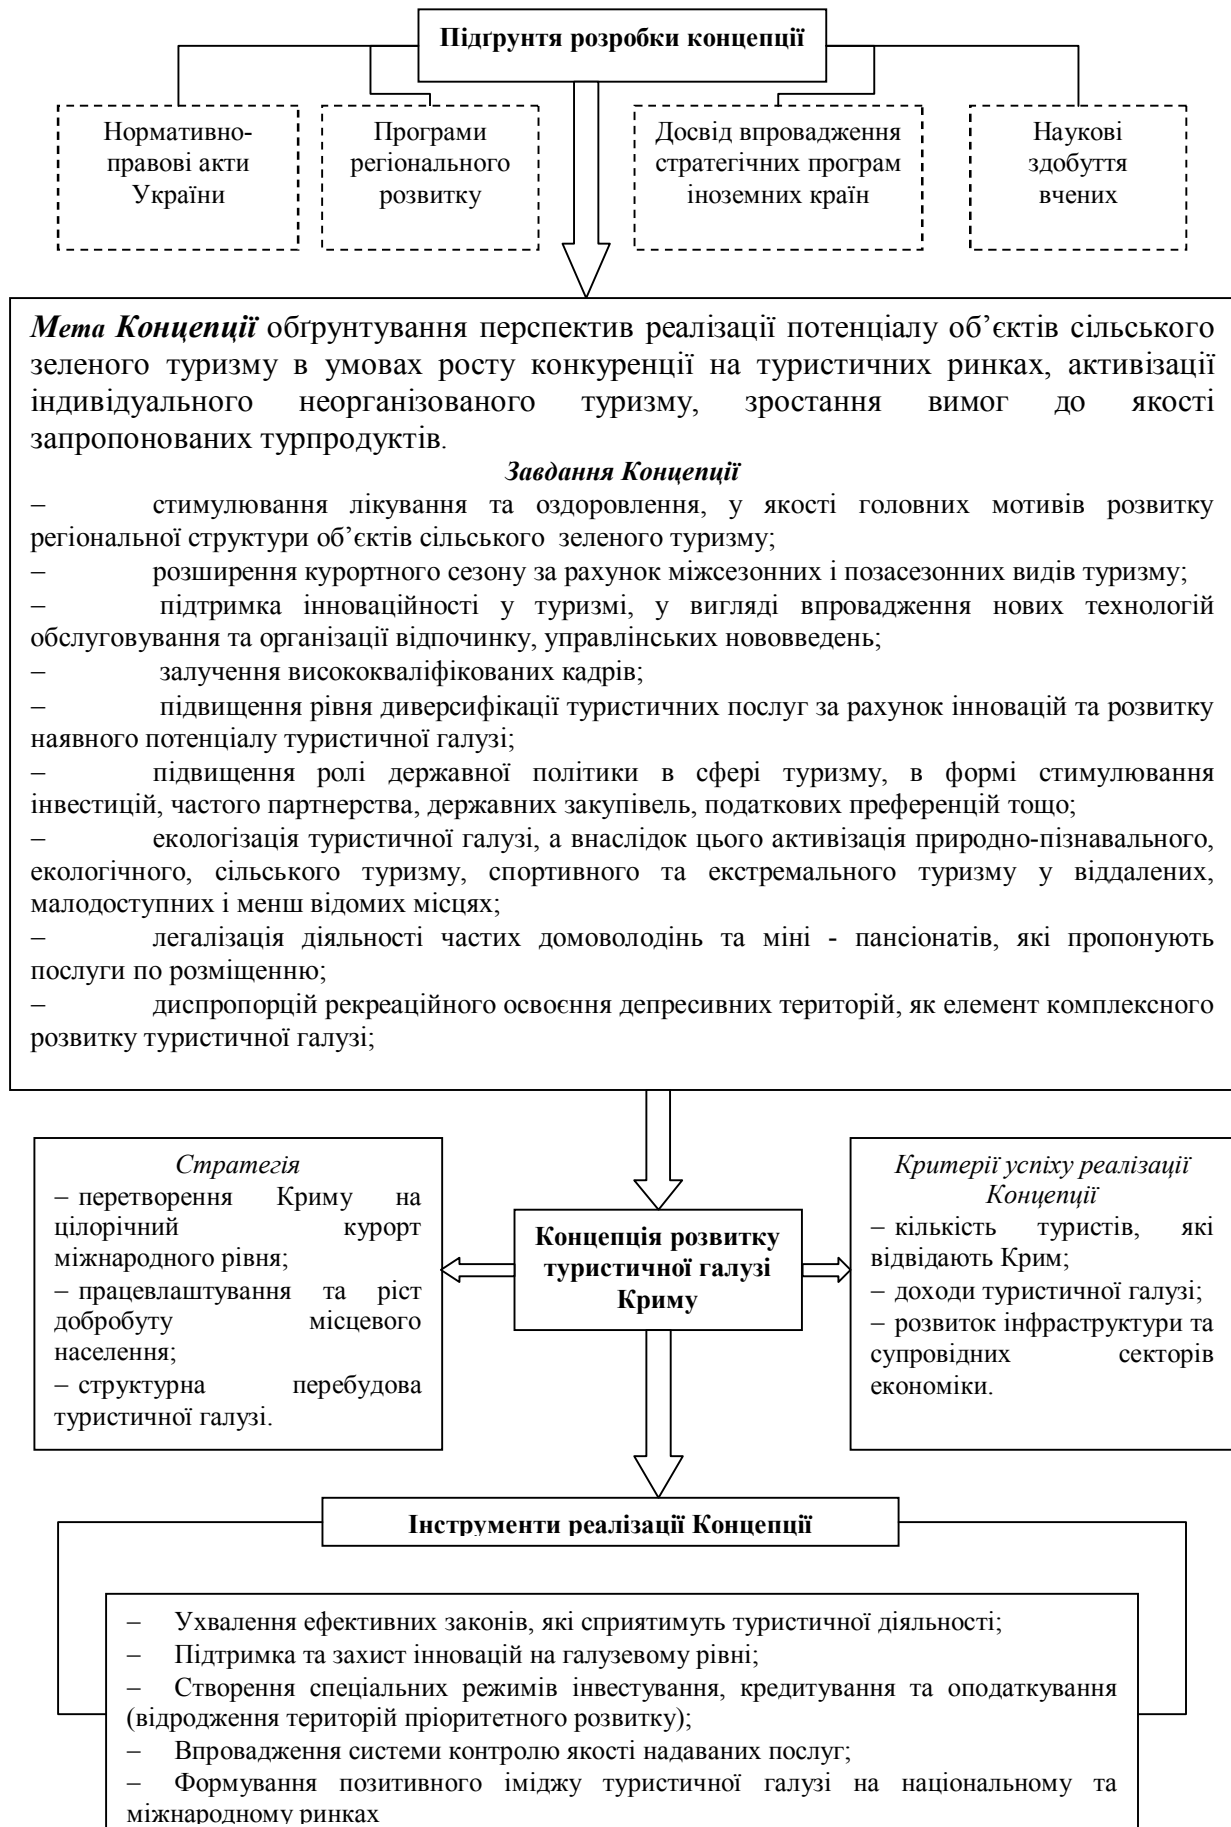 Підґрунтя розробки концепції
Нормативно-
правові акти
України
Програми
регіонального
розвитку
Досвід впровадження
стратегічних програм
іноземних країн
Наукові
здобуття
вчених
Мета Концепції обґрунтування перспектив реалізації потенціалу об’єктів сільського
зеленого туризму в умовах росту конкуренції на туристичних ринках, активізації
індивідуального неорганізованого туризму, зростання вимог до якості
запропонованих турпродуктів.
Завдання Концепції
– стимулювання лікування та оздоровлення, у якості головних мотивів розвитку
регіональної структури об’єктів сільського зеленого туризму;
– розширення курортного сезону за рахунок міжсезонних і позасезонних видів туризму;
– підтримка інноваційності у туризмі, у вигляді впровадження нових технологій
обслуговування та організації відпочинку, управлінських нововведень;
– залучення висококваліфікованих кадрів;
– підвищення рівня диверсифікації туристичних послуг за рахунок інновацій та розвитку
наявного потенціалу туристичної галузі;
– підвищення ролі державної політики в сфері туризму, в формі стимулювання
інвестицій, частого партнерства, державних закупівель, податкових преференцій тощо;
– екологізація туристичної галузі, а внаслідок цього активізація природно-пізнавального,
екологічного, сільського туризму, спортивного та екстремального туризму у віддалених,
малодоступних і менш відомих місцях;
– легалізація діяльності частих домоволодінь та міні - пансіонатів, які пропонують
послуги по розміщенню;
– диспропорцій рекреаційного освоєння депресивних територій, як елемент комплексного
розвитку туристичної галузі;
Стратегія
– перетворення Криму на
цілорічний курорт
міжнародного рівня;
– працевлаштування та ріст
добробуту місцевого
населення;
– структурна перебудова
туристичної галузі.
Концепція розвитку
туристичної галузі
Криму
Критерії успіху реалізації
Концепції
– кількість туристів, які
відвідають Крим;
– доходи туристичної галузі;
– розвиток інфраструктури та
супровідних секторів
економіки.
Інструменти реалізації Концепції
– Ухвалення ефективних законів, які сприятимуть туристичної діяльності;
– Підтримка та захист інновацій на галузевому рівні;
– Створення спеціальних режимів інвестування, кредитування та оподаткування
(відродження територій пріоритетного розвитку);
– Впровадження системи контролю якості надаваних послуг;
– Формування позитивного іміджу туристичної галузі на національному та
міжнародному ринках